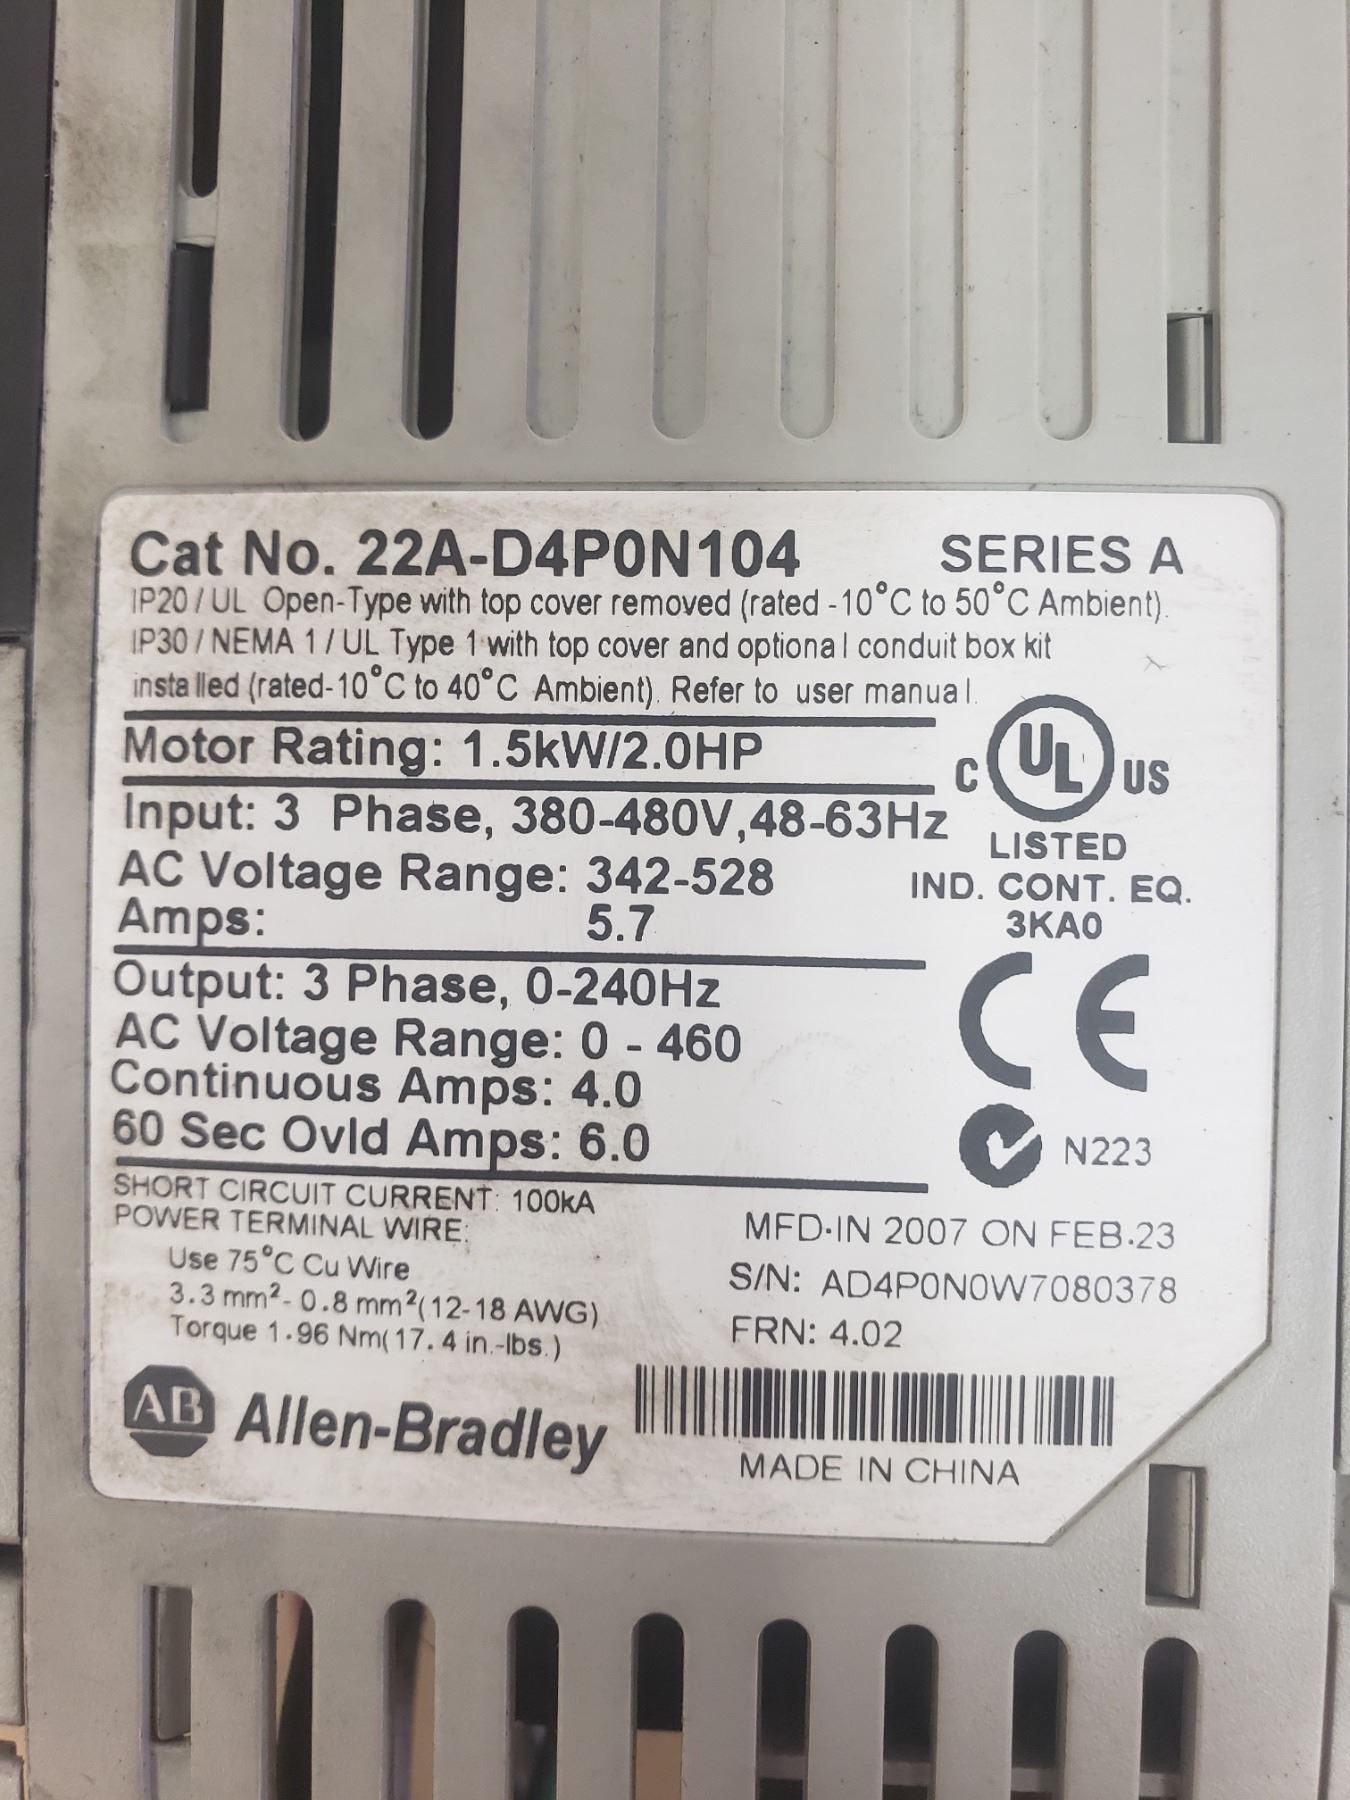 Cat No. 22A-D4P0N104 SERIES A
IP20 / UL Open-Type with top cover removed (rated -10°C to 50°C Ambient).
IP30 / NEMA 1 / UL Type 1 with top cover and optional conduit box kit
installed (rated-10°C to 40°C Ambient). Refer to user manual.
Motor Rating: 1.5kW/2.0HP
C UL US
Input: 3 Phase, 380-480V,48-63Hz
LISTED
AC Voltage Range: 342-528
IND. CONT. EQ.
Amps: 5.7
3KA0
CE
Output: 3 Phase, 0-240Hz
AC Voltage Range: 0 - 460
Continuous Amps: 4.0
60 Sec Ovld Amps: 6.0
N223
SHORT CIRCUIT CURRENT: 100kA
POWER TERMINAL WIRE:
Use 75°C Cu Wire
3.3 mm²- 0.8 mm²(12-18 AWG)
Torque 1.96 Nm(17.4 in.-lbs.)
MFD.IN 2007 ON FEB.23
S/N: AD4P0N0W7080378
FRN: 4.02
AB Allen-Bradley
MADE IN CHINA